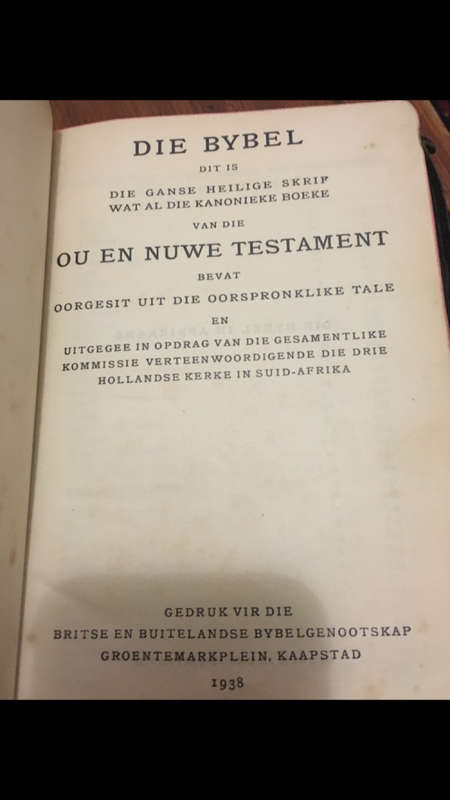 DIE BYBEL
DIT IS
DIE GANSE HEILIGE SKRIF
WAT AL DIE KANONIEKE BOEKE
VAN DIE
OU EN NUWE TESTAMENT
BEVAT
OORGESIT UIT DIE OORSPRONKLIKE TALE
EN
UITGEGEE IN OPDRAG VAN DIE GESAMENTLIKE
KOMMISSIE VERTEENWOORDIGENDE DIE DRIE
HOLLANDSE KERKE IN SUID-AFRIKA
GEDRUK VIR DIE
BRITSE EN BUITELANDSE BYBELGENOOTSKAP
GROENTEMARKPLEIN, KAAPSTAD
1938